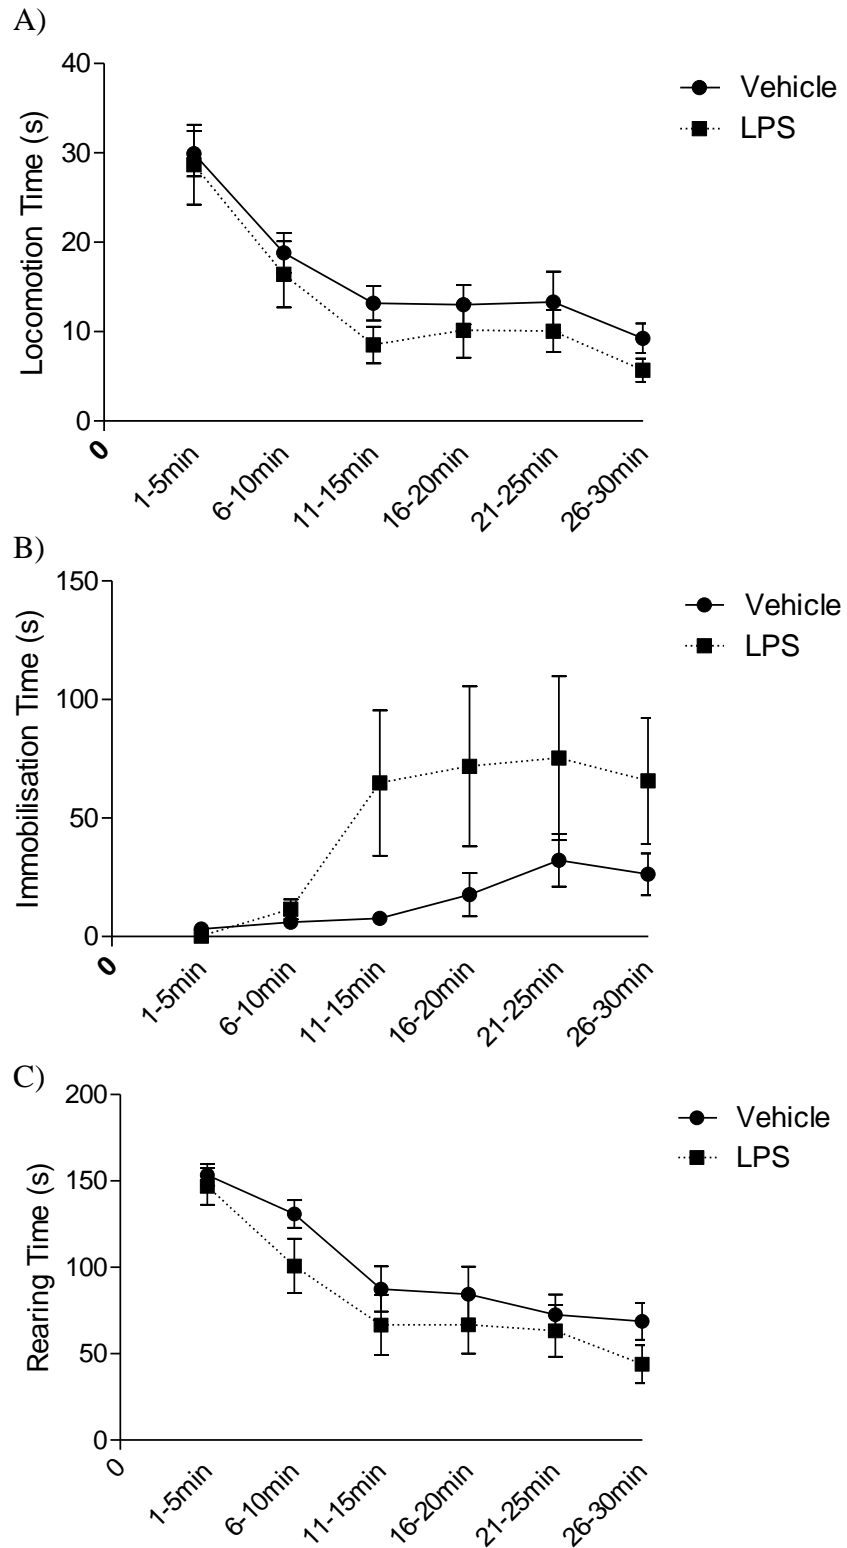 A)
Locomotion Time (s)
40
30
20
10
0
0
1-5min
6-10min
11-15min
16-20min
21-25min
26-30min
Vehicle
LPS
B)
Immobilisation Time (s)
150
100
50
0
0
1-5min
6-10min
11-15min
16-20min
21-25min
26-30min
Vehicle
LPS
C)
Rearing Time (s)
200
150
100
50
0
0
1-5min
6-10min
11-15min
16-20min
21-25min
26-30min
Vehicle
LPS